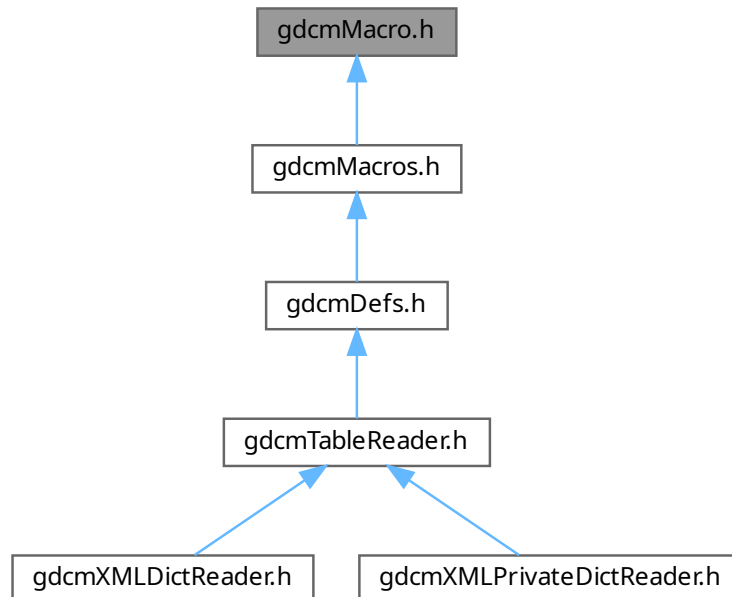 gdcmMacro.h
gdcmMacros.h
gdcmDefs.h
gdcmTableReader.h
gdcmXMLDictReader.h
gdcmXMLPrivateDictReader.h